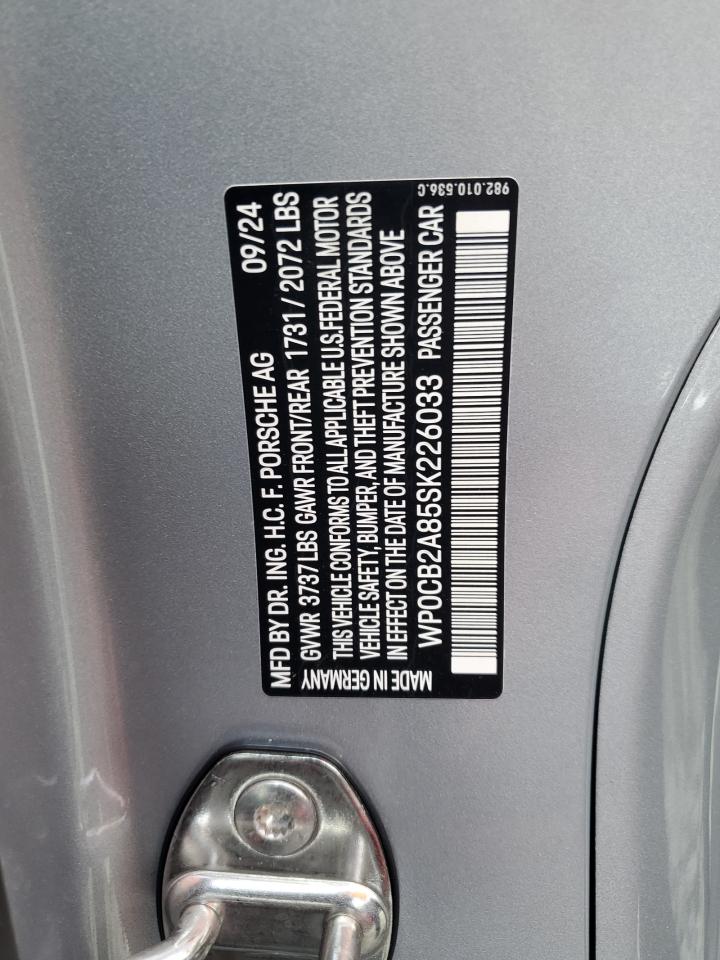 MFD BY DR. ING. H.C. F. PORSCHE AG 09/24
GVWR 3737 LBS GAWR FRONT/REAR 1731 / 2072 LBS
THIS VEHICLE CONFORMS TO ALL APPLICABLE U.S.FEDERAL MOTOR
VEHICLE SAFETY, BUMPER, AND THEFT PREVENTION STANDARDS
IN EFFECT ON THE DATE OF MANUFACTURE SHOWN ABOVE
MADE IN GERMANY
WP0CB2A85SK226033 PASSENGER CAR
982.010.536.C